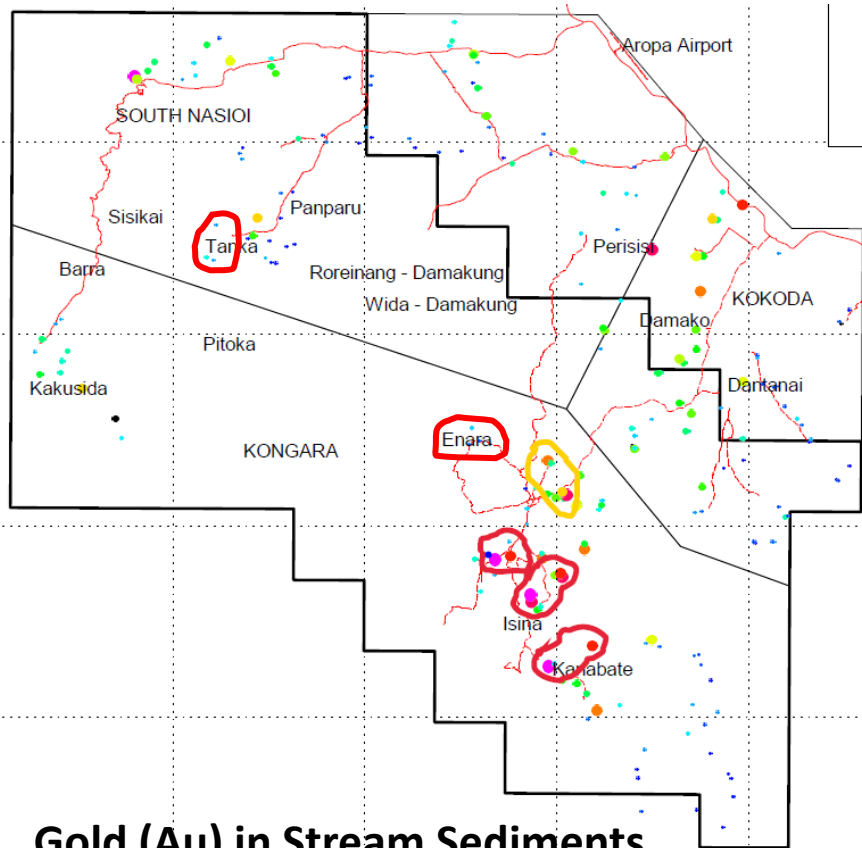 Aropa Airport
SOUTH NASIOI
Sisikai
Panparu
Tanka
Perisisi
Barra
Roreinang - Damakung
KOKODA
Wida - Damakung
Damako
Pitoka
Kakusida
Dantanai
Enara
KONGARA
Isina
Kanabate
Gold (Au) in Stream Sediments